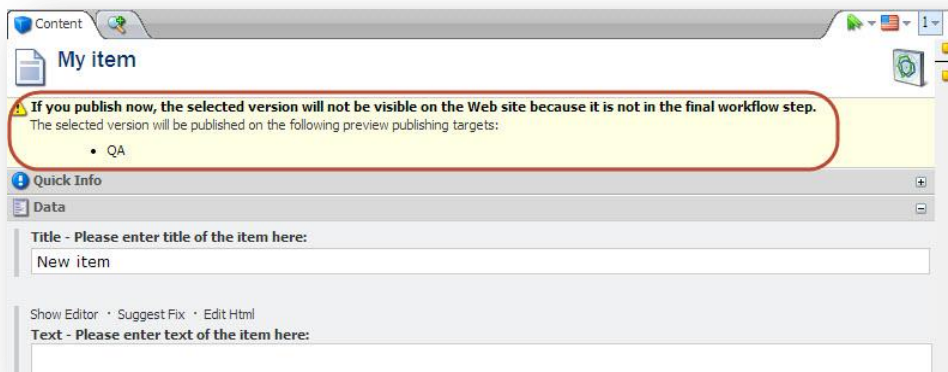 Content
1
My item
If you publish now, the selected version will not be visible on the Web site because it is not in the final workflow step.
The selected version will be published on the following preview publishing targets:
• QA
Quick Info
Data
Title - Please enter title of the item here:
New item
Show Editor · Suggest Fix · Edit Html
Text - Please enter text of the item here: